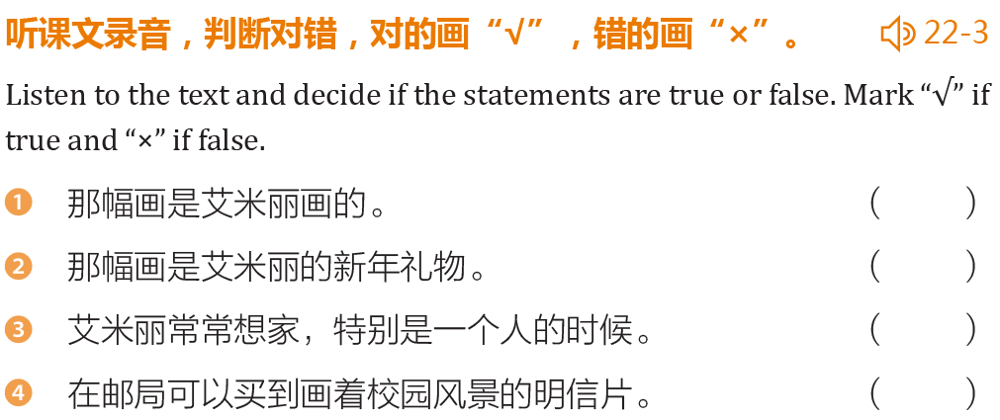 听课文录音，判断对错，对的画“√”，错的画“×”。 22-3
Listen to the text and decide if the statements are true or false. Mark “√” if
true and “×” if false.
1 那幅画是艾米丽画的。 （ ）
2 那幅画是艾米丽的新年礼物。 （ ）
3 艾米丽常常想家，特别是一个人的时候。 （ ）
4 在邮局可以买到画着校园风景的明信片。 （ ）